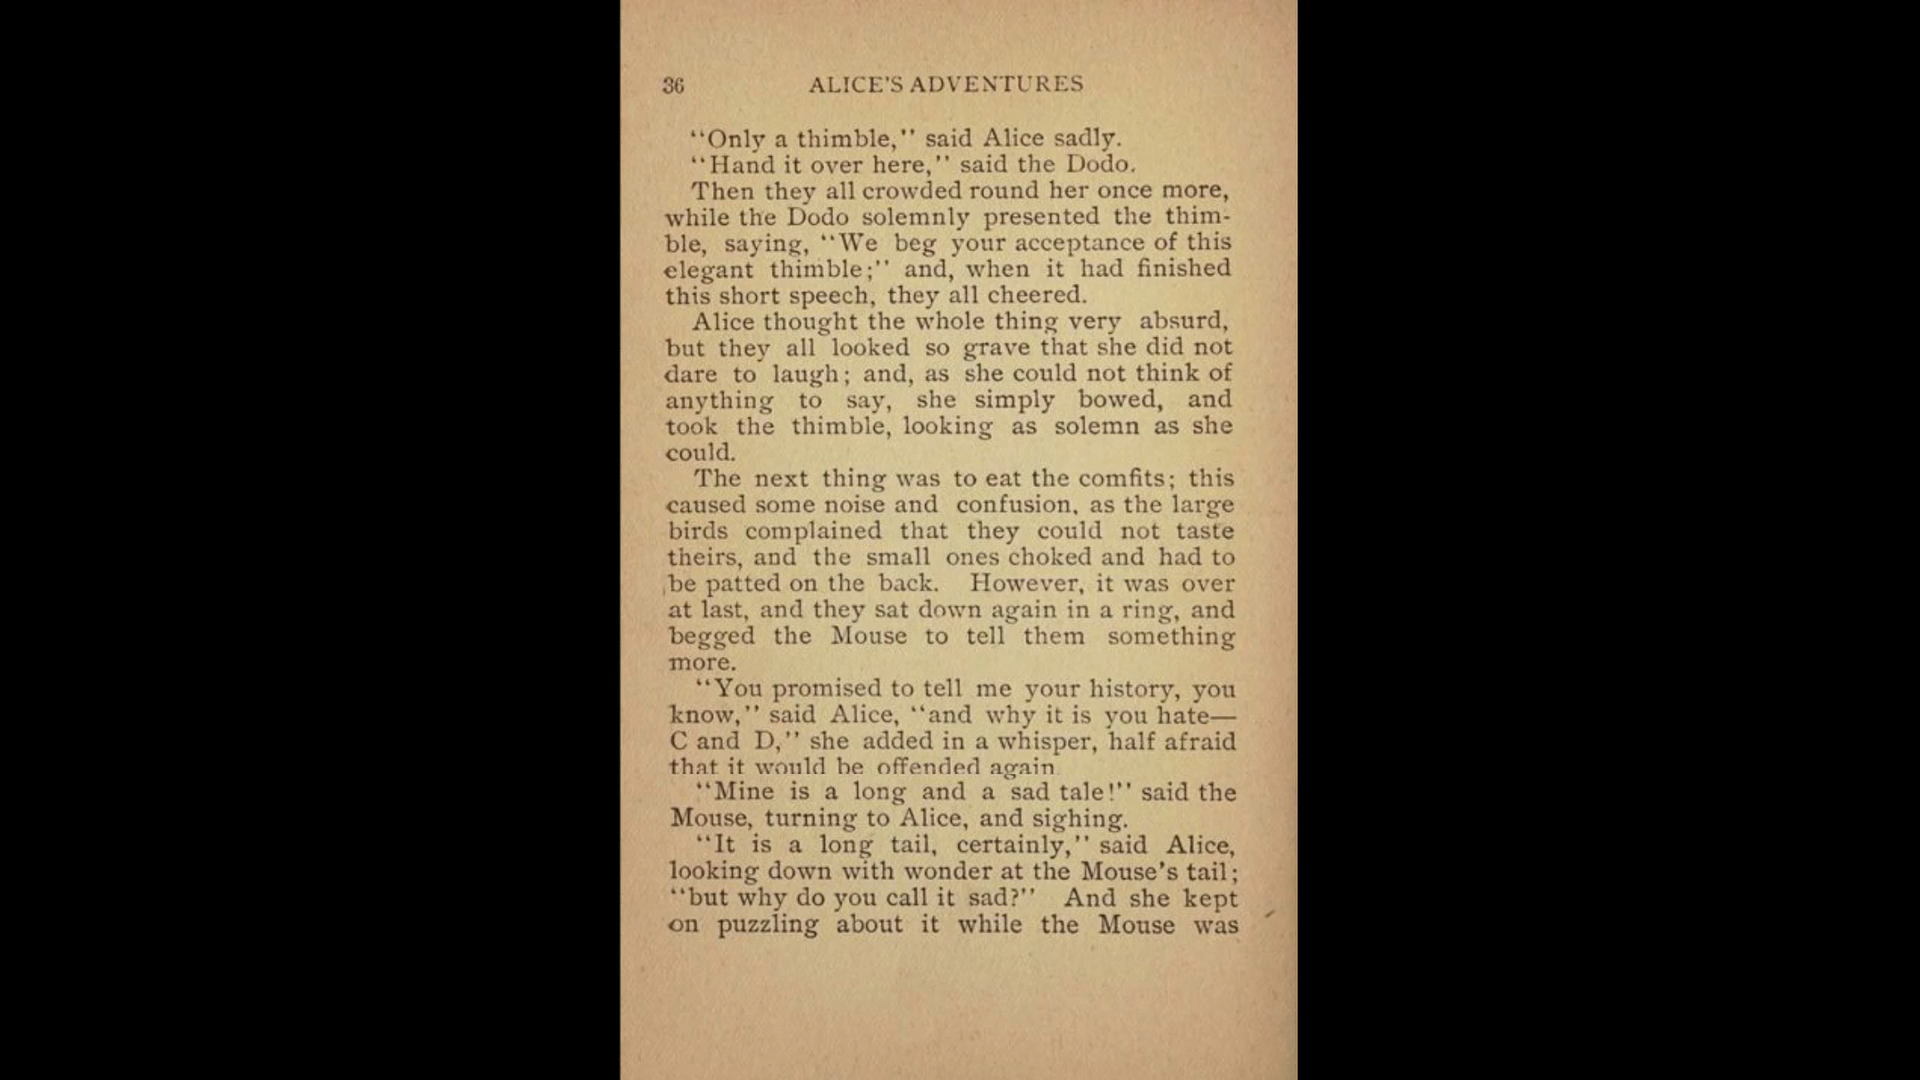 36 ALICE'S ADVENTURES
“Only a thimble,” said Alice sadly.
“Hand it over here,” said the Dodo.
Then they all crowded round her once more,
while the Dodo solemnly presented the thim-
ble, saying, “We beg your acceptance of this
elegant thimble;” and, when it had finished
this short speech, they all cheered.
Alice thought the whole thing very absurd,
but they all looked so grave that she did not
dare to laugh; and, as she could not think of
anything to say, she simply bowed, and
took the thimble, looking as solemn as she
could.
The next thing was to eat the comfits; this
caused some noise and confusion, as the large
birds complained that they could not taste
theirs, and the small ones choked and had to
be patted on the back. However, it was over
at last, and they sat down again in a ring, and
begged the Mouse to tell them something
more.
“You promised to tell me your history, you
know,” said Alice, “and why it is you hate—
C and D,” she added in a whisper, half afraid
that it would be offended again.
“Mine is a long and a sad tale!” said the
Mouse, turning to Alice, and sighing.
“It is a long tail, certainly,” said Alice,
looking down with wonder at the Mouse's tail;
“but why do you call it sad?” And she kept
on puzzling about it while the Mouse was